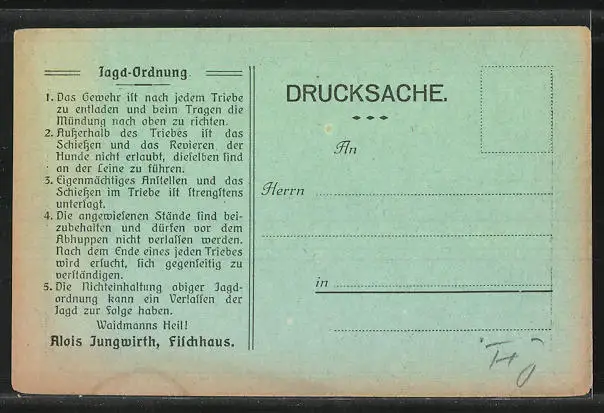 Jagd-Ordnung.
1. Das Gewehr ist nach jedem Triebe
zu entladen und beim Tragen die
Mündung nach oben zu richten.
2. Außerhalb des Triebes ist das
Schießen und das Revieren der
Hunde nicht erlaubt, dieselben sind
an der Leine zu führen.
3. Eigenmächtiges Anstellen und das
Schießen im Triebe ist strengstens
unterlagt.
4. Die angewiesenen Stände sind bei-
zubehalten und dürfen vor dem
Abhuppen nicht verlassen werden.
Nach dem Ende eines jeden Triebes
wird ersucht, sich gegenseitig zu
verständigen.
5. Die Nichteinhaltung obiger Jagd-
ordnung kann ein Verlassen der
Jagd zur Folge haben.
Waidmanns Heil!
Alois Jungwirth, Fischhaus.
DRUCKSACHE.
An
Herrn
in